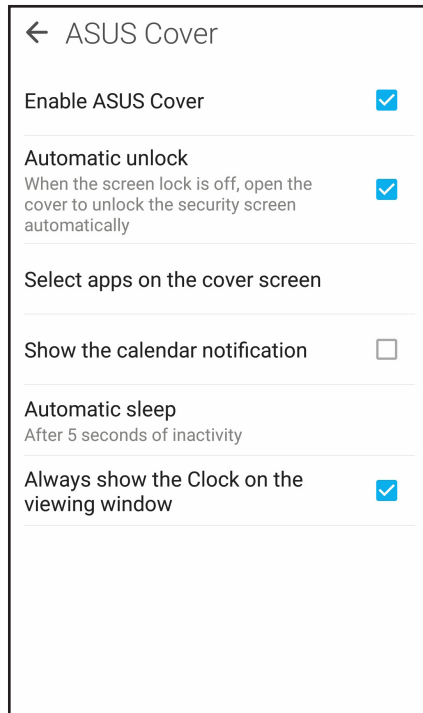 ASUS Cover
Enable ASUS Cover
Automatic unlock
When the screen lock is off, open the
cover to unlock the security screen
automatically
Select apps on the cover screen
Show the calendar notification
Automatic sleep
After 5 seconds of inactivity
Always show the Clock on the
viewing window